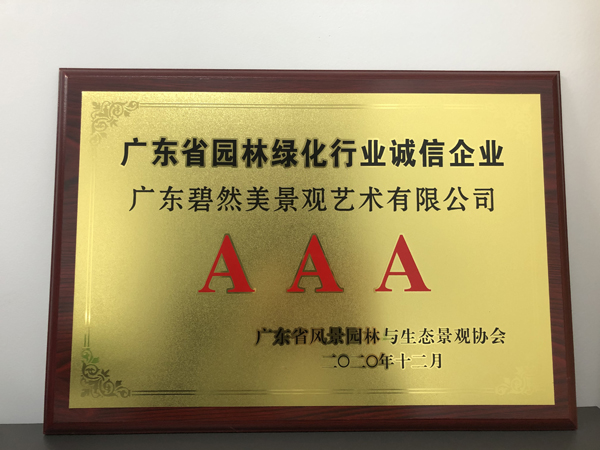 广东省园林绿化行业诚信企业
广东碧然美景观艺术有限公司
AAA
广东省风景园林与生态景观协会
二〇二〇年十二月